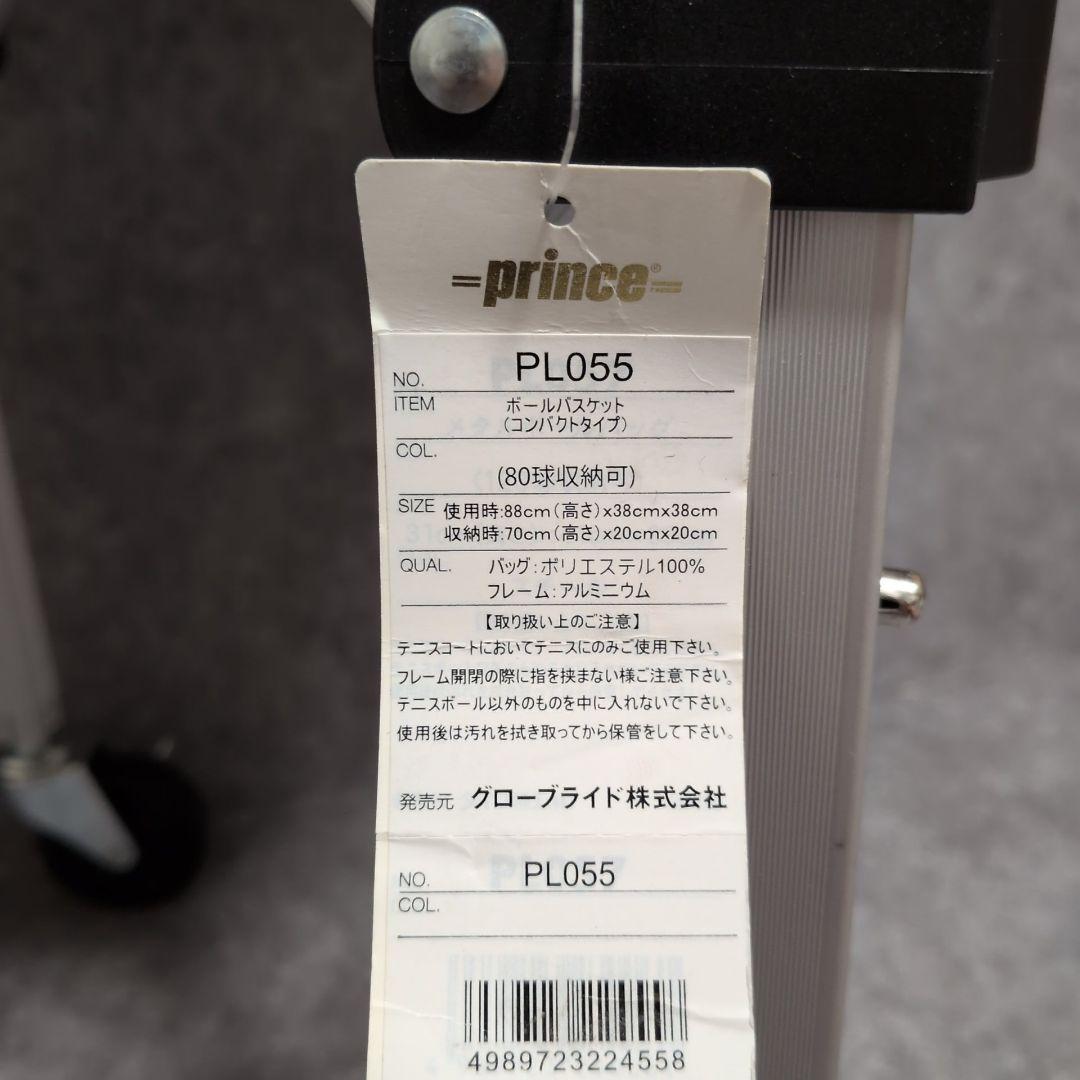 prince
NO. PL055
ITEM ボールバスケット
(コンパクトタイプ)
COL.
(80球収納可)
SIZE 使用時:88cm(高さ)x38cmx38cm
収納時:70cm(高さ)x20cmx20cm
QUAL. バッグ:ポリエステル100%
フレーム:アルミニウム
【取り扱い上のご注意】
テニスコートにおいてテニスにのみご使用下さい。
フレーム開閉の際に指を挟まない様ご注意下さい。
テニスボール以外のものを中に入れないで下さい。
使用後は汚れを拭き取ってから保管をして下さい。
発売元 グローブライド株式会社
NO. PL055
COL.
4989723224558